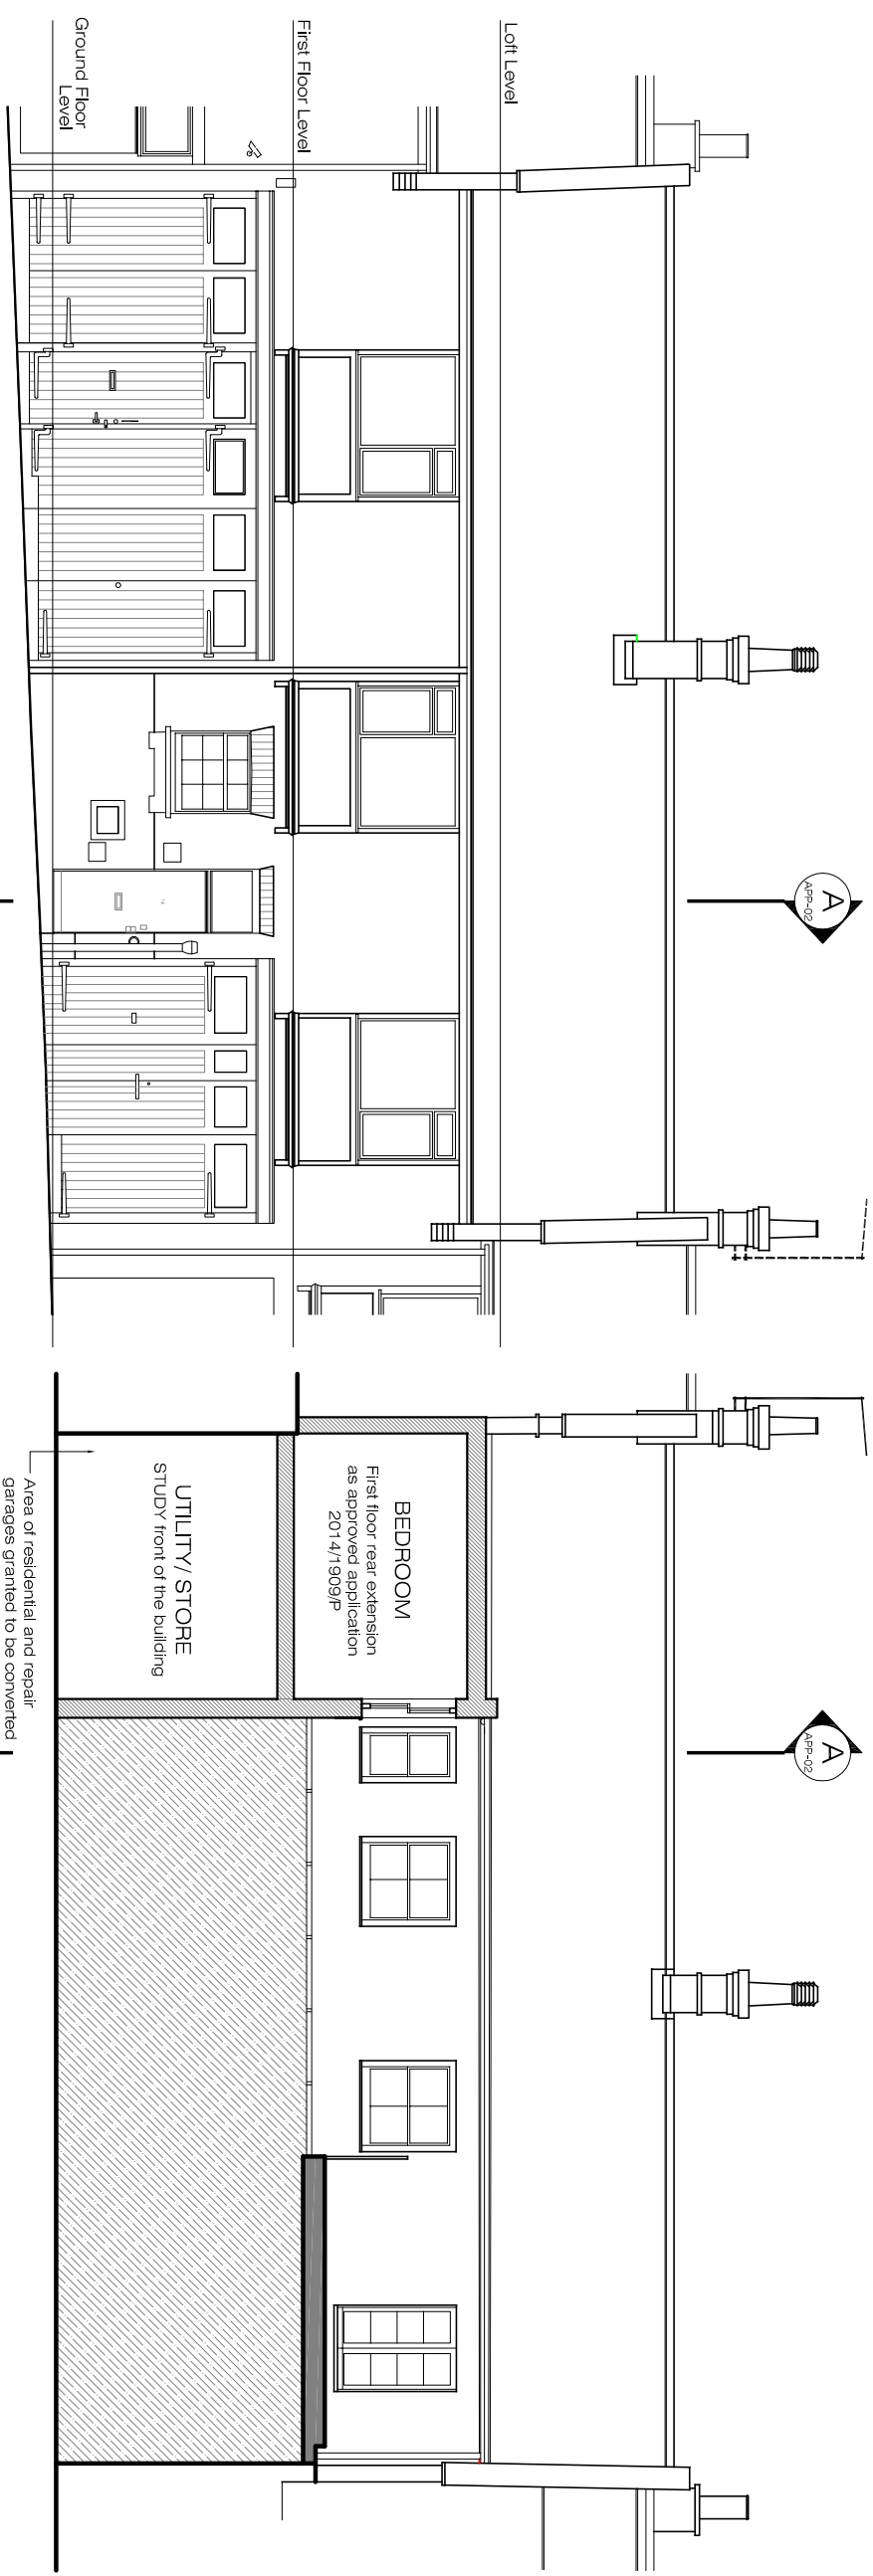 Loft Level
First Floor Level
Ground Floor
Level
A
APP-02
A
APP-02
BEDROOM
First floor rear extension
as approved application
2014/1909/P
UTILITY/ STORE
STUDY front of the building
Area of residential and repair
garages granted to be converted